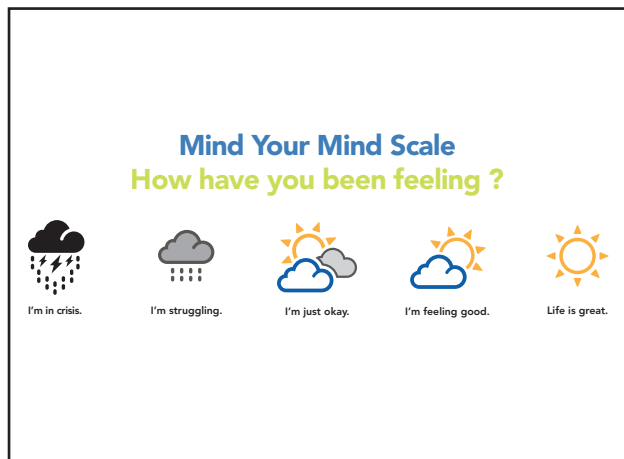 Mind Your Mind Scale
How have you been feeling ?
I'm in crisis.
I'm struggling.
I'm just okay.
I'm feeling good.
Life is great.